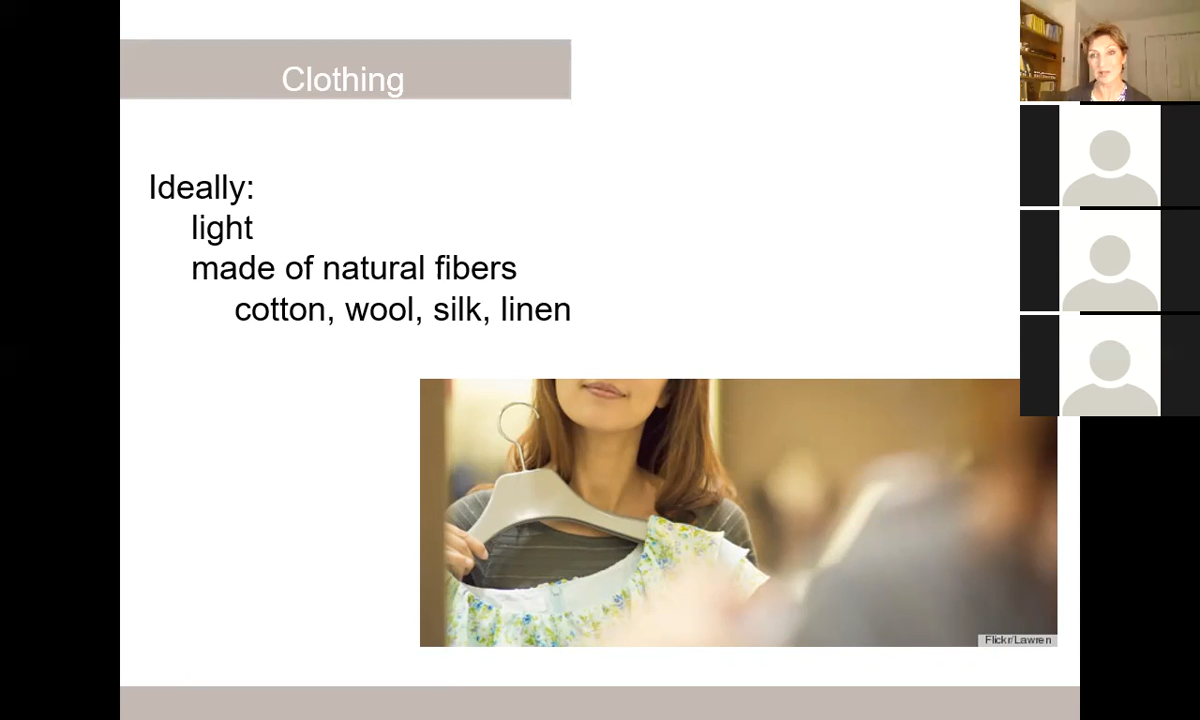 Clothing
Ideally:
light
made of natural fibers
cotton, wool, silk, linen
Flickr/Lawren